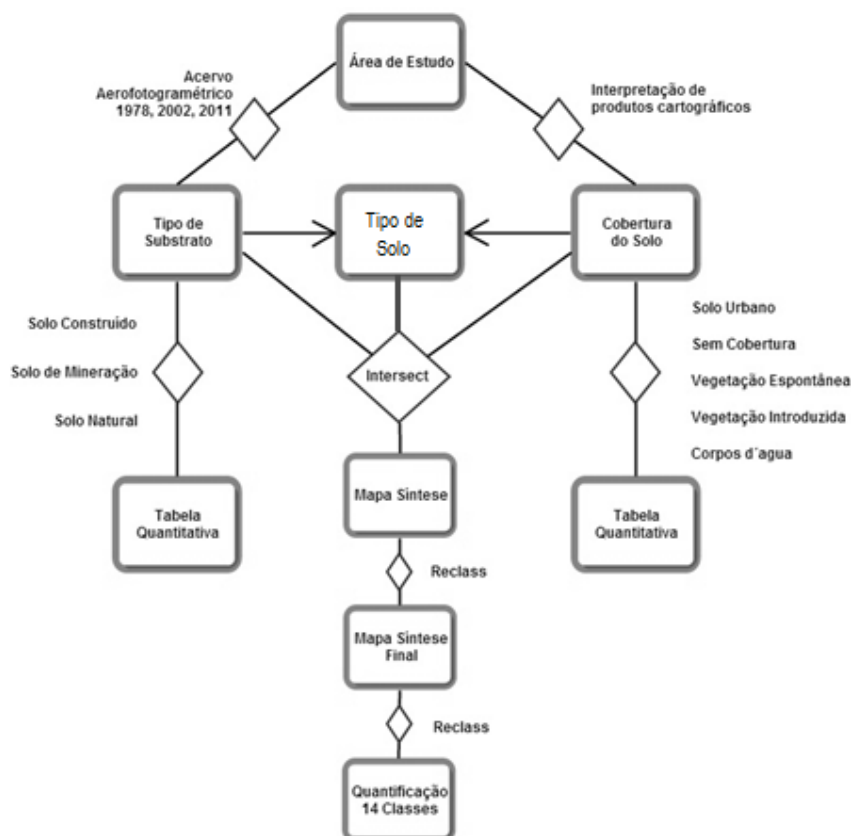 Área de Estudo
Acervo
Aerofotogramétrico
1978, 2002, 2011
Interpretação de
produtos cartográficos
Tipo de
Substrato
Tipo de
Solo
Cobertura
do Solo
Solo Construído
Solo de Mineração
Solo Natural
Intersect
Solo Urbano
Sem Cobertura
Vegetação Espontânea
Vegetação Introduzida
Corpos d´agua
Tabela
Quantitativa
Mapa Síntese
Tabela
Quantitativa
Reclass
Mapa Síntese
Final
Reclass
Quantificação
14 Classes